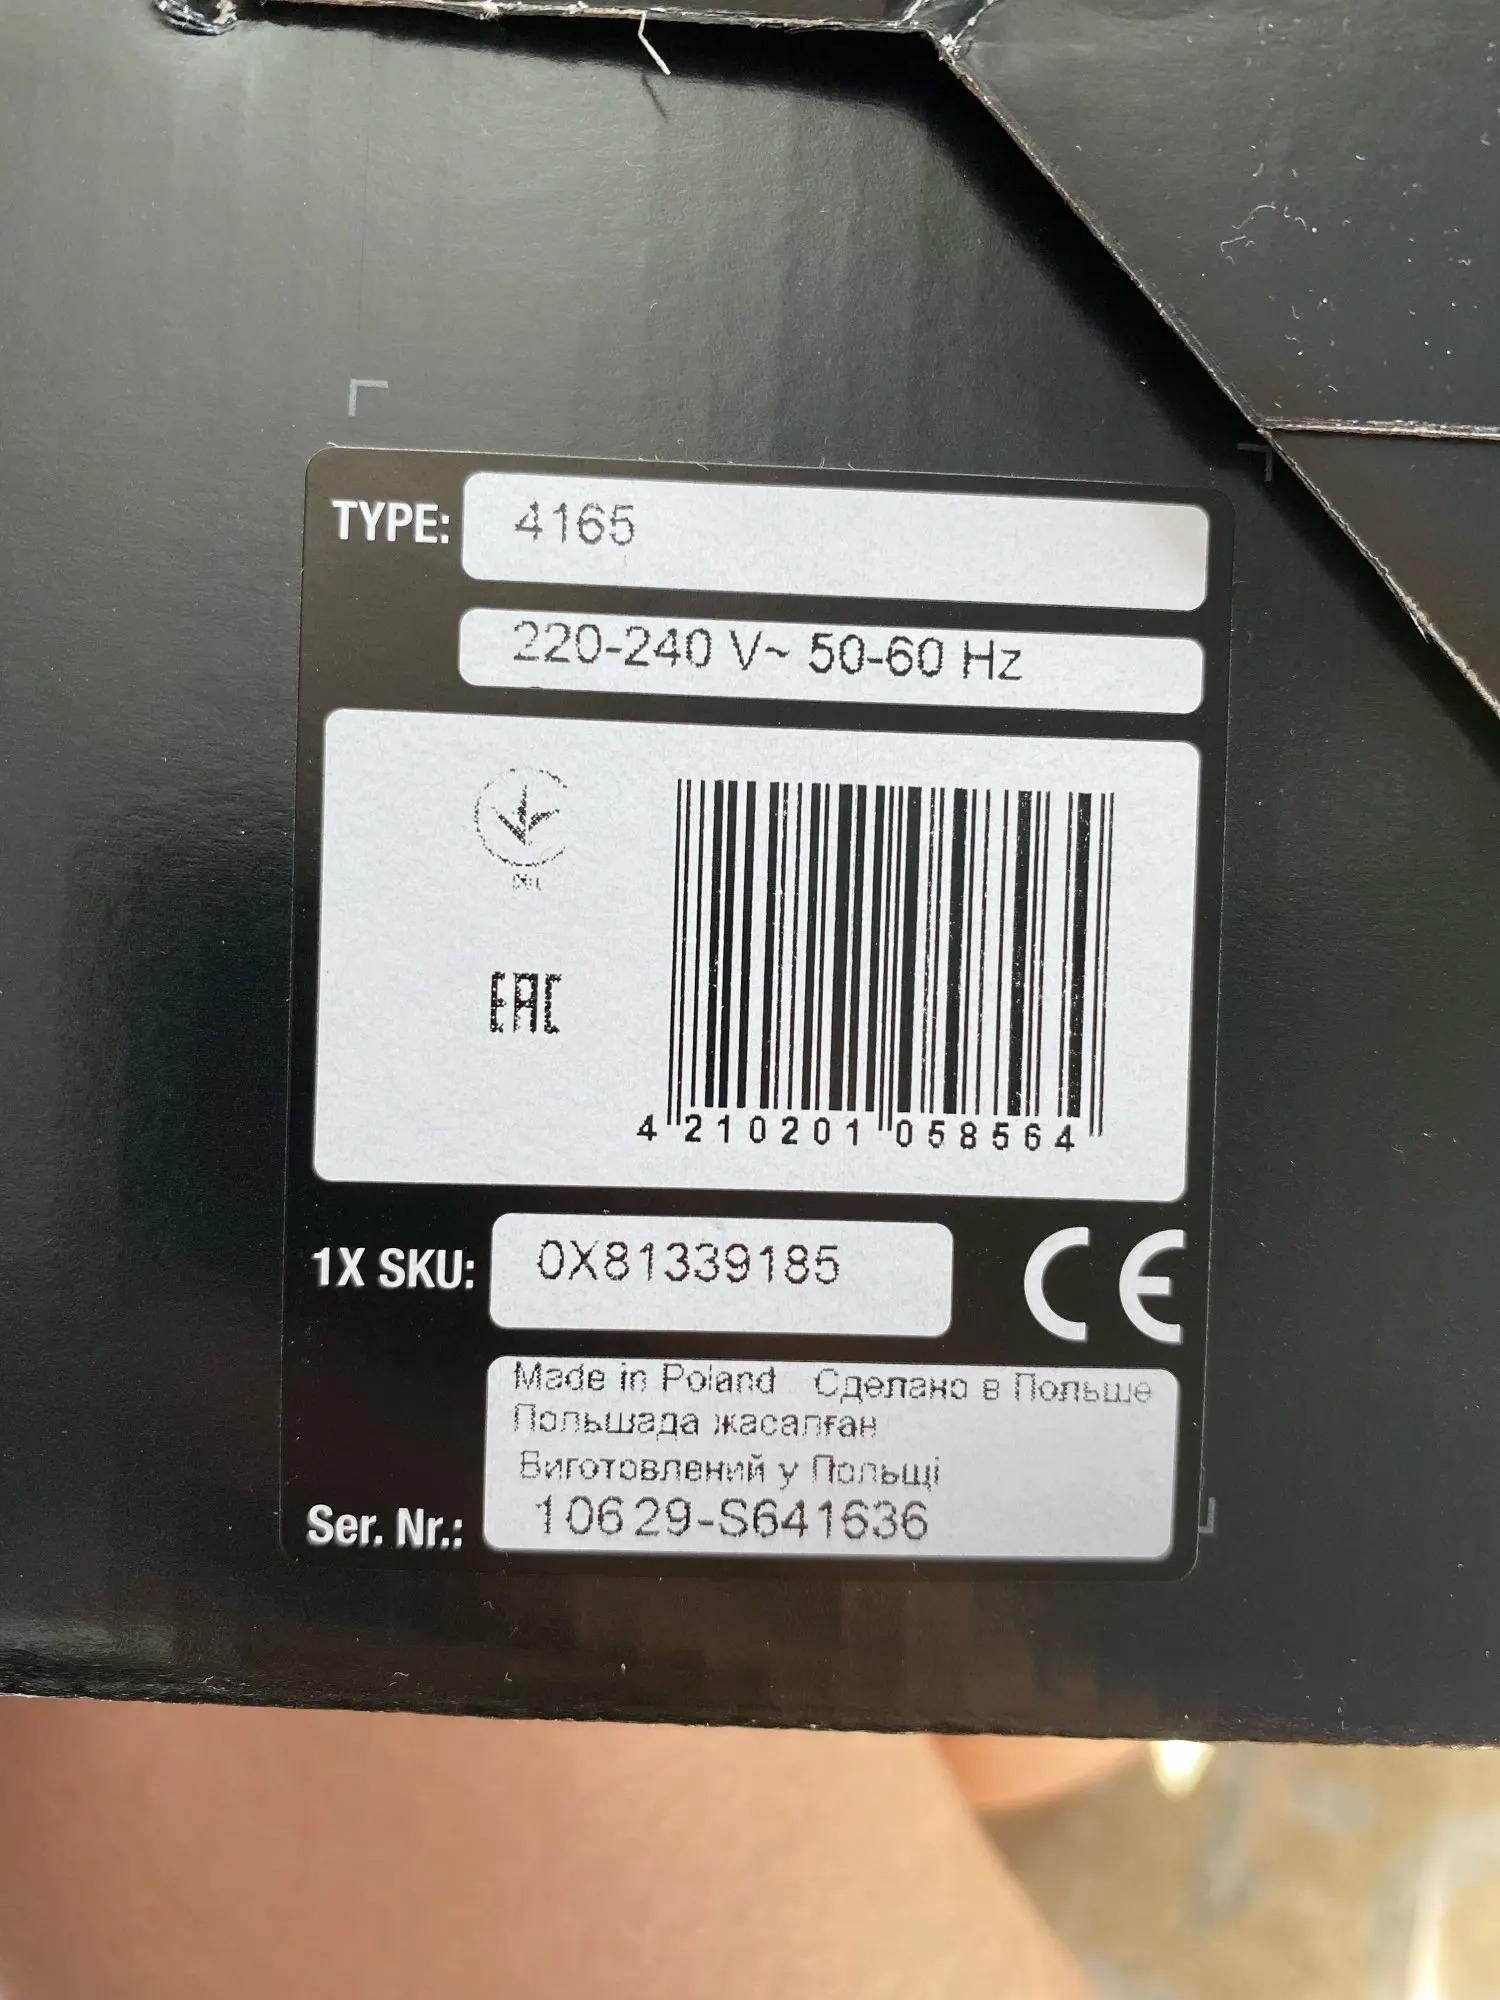 TYPE: 4165
220-240 V~ 50-60 Hz
EAC
4 210201 058564
1X SKU: 0X81339185
CE
Made in Poland Сделано в Польше
Польшада жасалған
Виготовлений у Польщі
Ser. Nr.: 10629-S641636